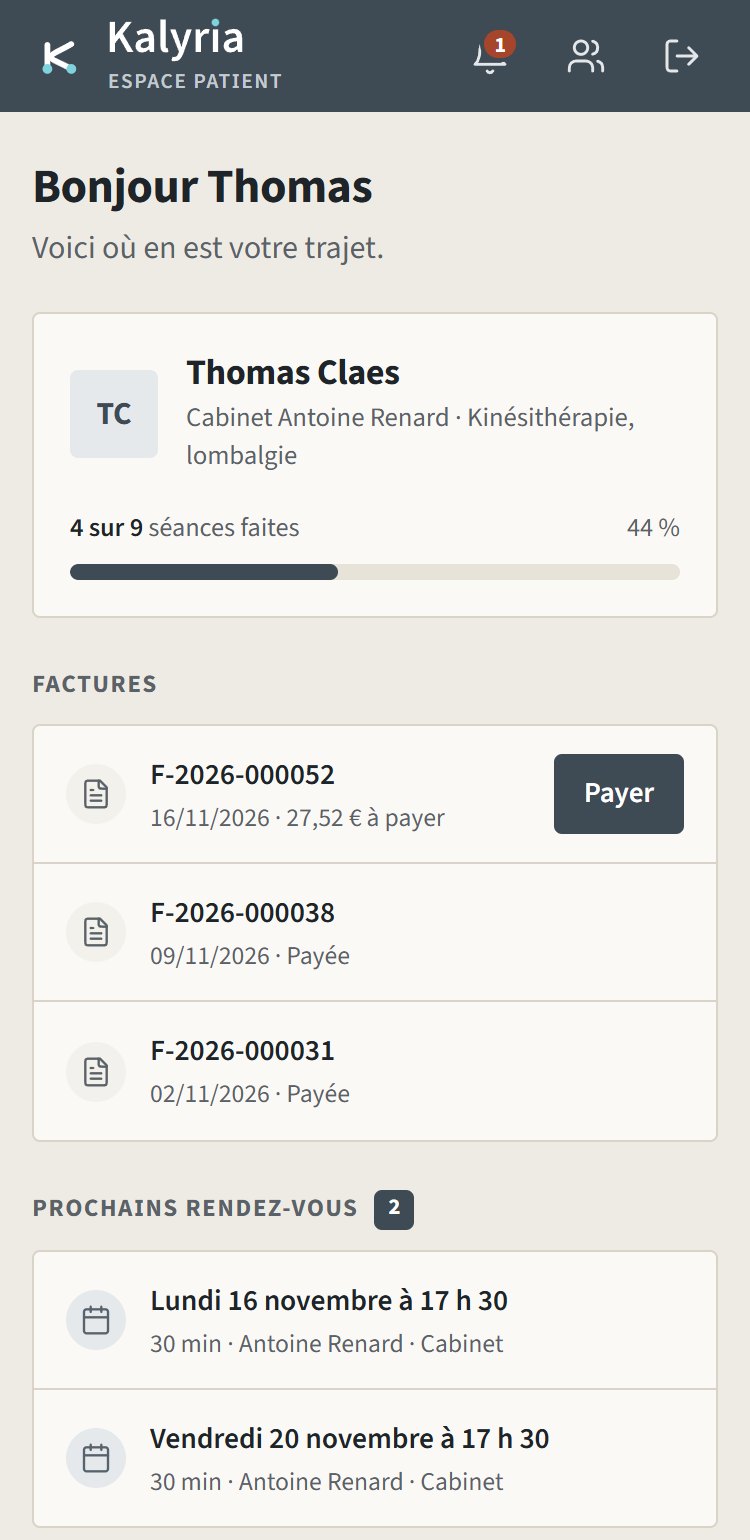 Kalyria
ESPACE PATIENT
1
Bonjour Thomas
Voici où en est votre trajet.
TC
Thomas Claes
Cabinet Antoine Renard · Kinésithérapie,
lombalgie
4 sur 9 séances faites
44 %
FACTURES
F-2026-000052
16/11/2026 · 27,52 € à payer
Payer
F-2026-000038
09/11/2026 · Payée
F-2026-000031
02/11/2026 · Payée
PROCHAINS RENDEZ-VOUS 2
Lundi 16 novembre à 17 h 30
30 min · Antoine Renard · Cabinet
Vendredi 20 novembre à 17 h 30
30 min · Antoine Renard · Cabinet